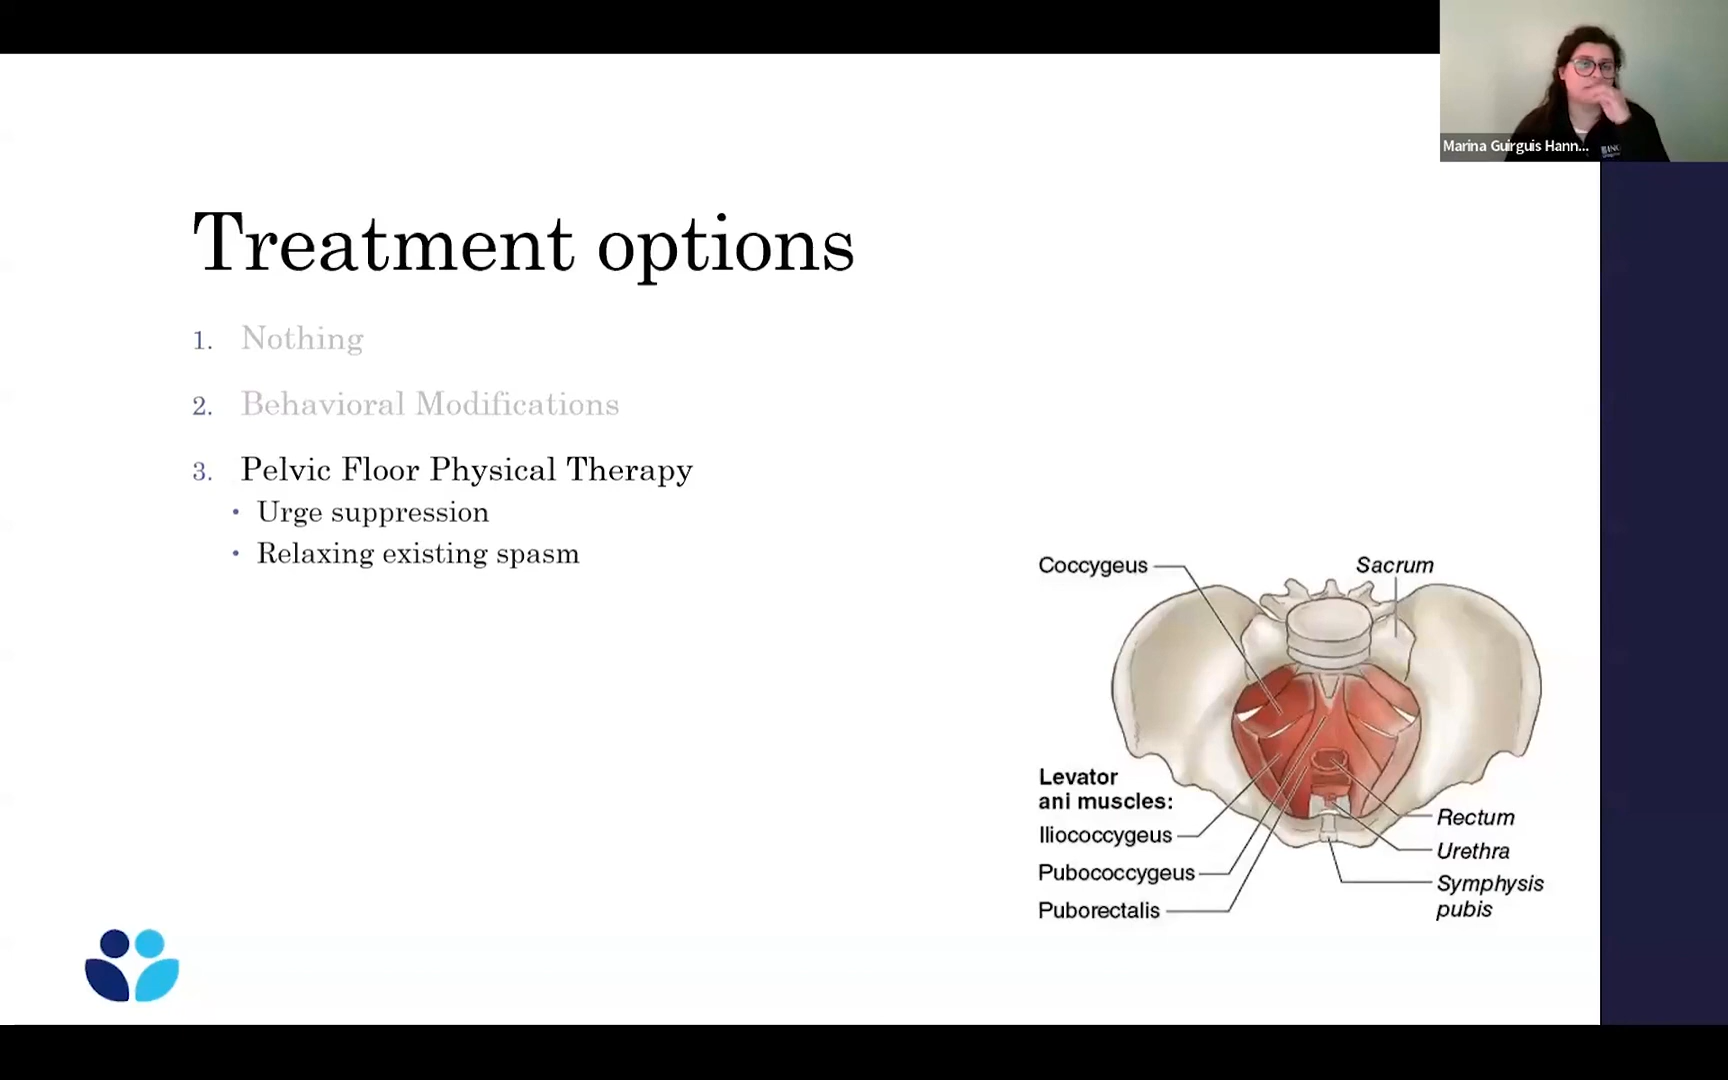 Marina Guirguis Hann...
Treatment options
1. Nothing
2. Behavioral Modifications
3. Pelvic Floor Physical Therapy
• Urge suppression
• Relaxing existing spasm
Coccygeus
Sacrum
Levator
ani muscles:
Iliococcygeus
Pubococcygeus
Puborectalis
Rectum
Urethra
Symphysis
pubis